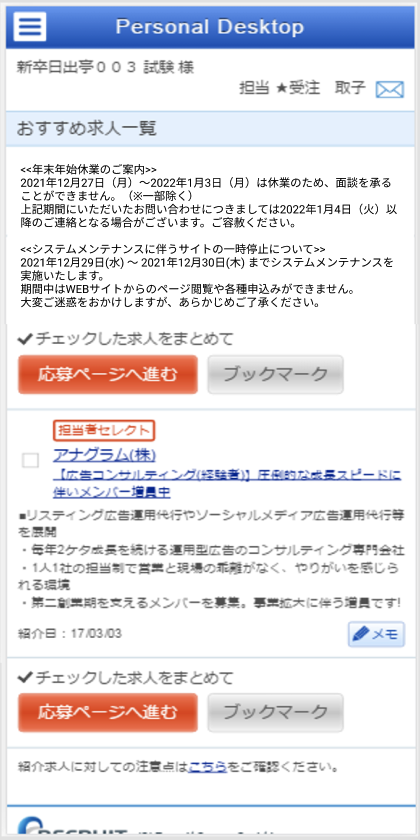 Personal Desktop
新卒日出亭００３ 試験 様
担当 ★受注　取子
おすすめ求人一覧
<<年末年始休業のご案内>>
2021年12月27日（月）～2022年1月3日（月）は休業のため、面談を承る
ことができません。（※一部除く）
上記期間にいただいたお問い合わせにつきましては2022年1月4日（火）以
降のご連絡となる場合がございます。ご容赦ください。
<<システムメンテナンスに伴うサイトの一時停止について>>
2021年12月29日(水) ～ 2021年12月30日(木) までシステムメンテナンスを
実施いたします。
期間中はWEBサイトからのページ閲覧や各種申込みができません。
大変ご迷惑をおかけしますが、あらかじめご了承ください。
チェックした求人をまとめて
応募ページへ進む ブックマーク
担当者セレクト
アナグラム(株)
【広告コンサルティング(経験者)】圧倒的な成長スピードに
伴いメンバー増員中
■リスティング広告運用代行やソーシャルメディア広告運用代行等
を展開
・毎年2ケタ成長を続ける運用型広告のコンサルティング専門会社
・1人1社の担当制で営業と現場の乖離がなく、やりがいを感じら
れる環境
・第二創業期を支えるメンバーを募集。事業拡大に伴う増員です!
紹介日：17/03/03
メモ
チェックした求人をまとめて
応募ページへ進む ブックマーク
紹介求人に対しての注意点はこちらをご確認ください。
RECRUIT